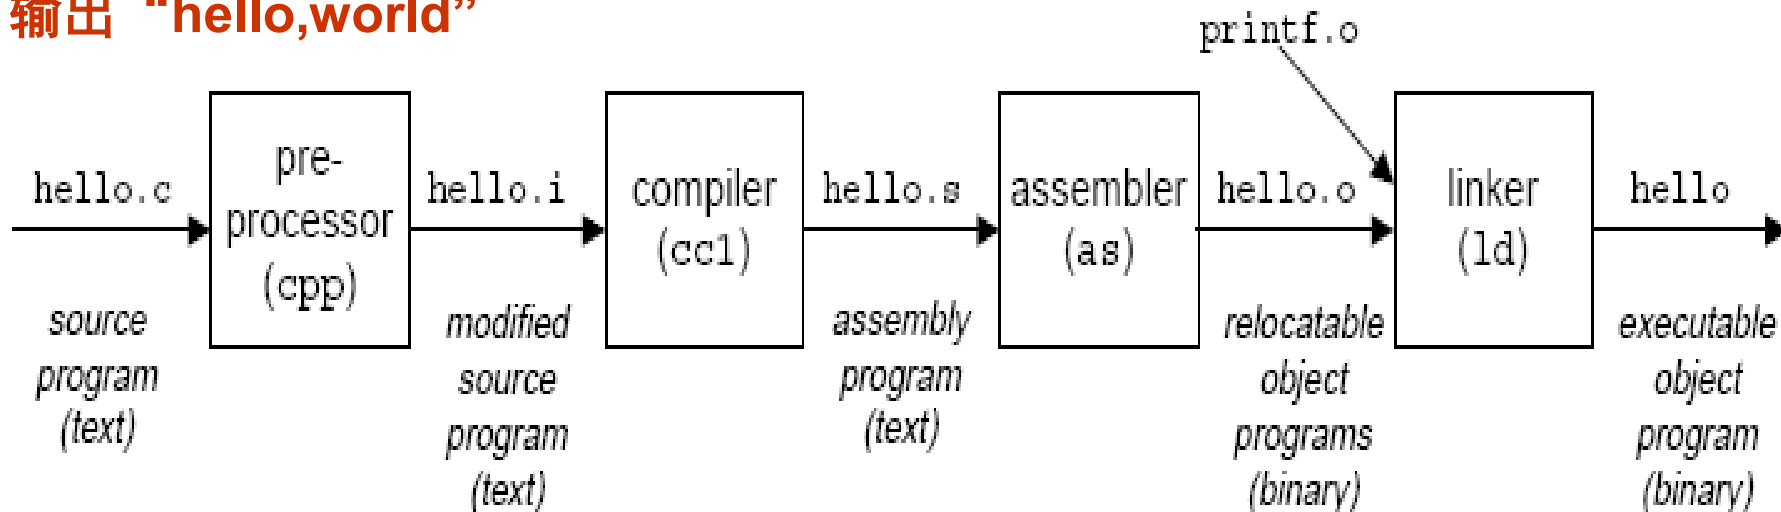 输出 “hello,world”
printf.o
hello.c
pre-
processor
(cpp)
hello.i
compiler
(cc1)
hello.s
assembler
(as)
hello.o
linker
(ld)
hello
source
program
(text)
modified
source
program
(text)
assembly
program
(text)
relocatable
object
programs
(binary)
executable
object
program
(binary)